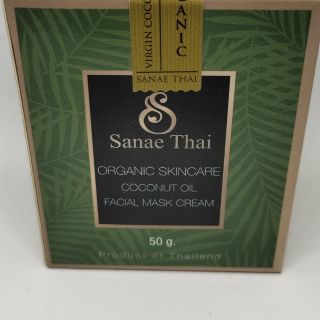 VIRGIN COCO
ANIC
SANAE THAI
S
Sanae Thai
ORGANIC SKINCARE
COCONUT OIL
FACIAL MASK CREAM
50 g.
Product of Thailand